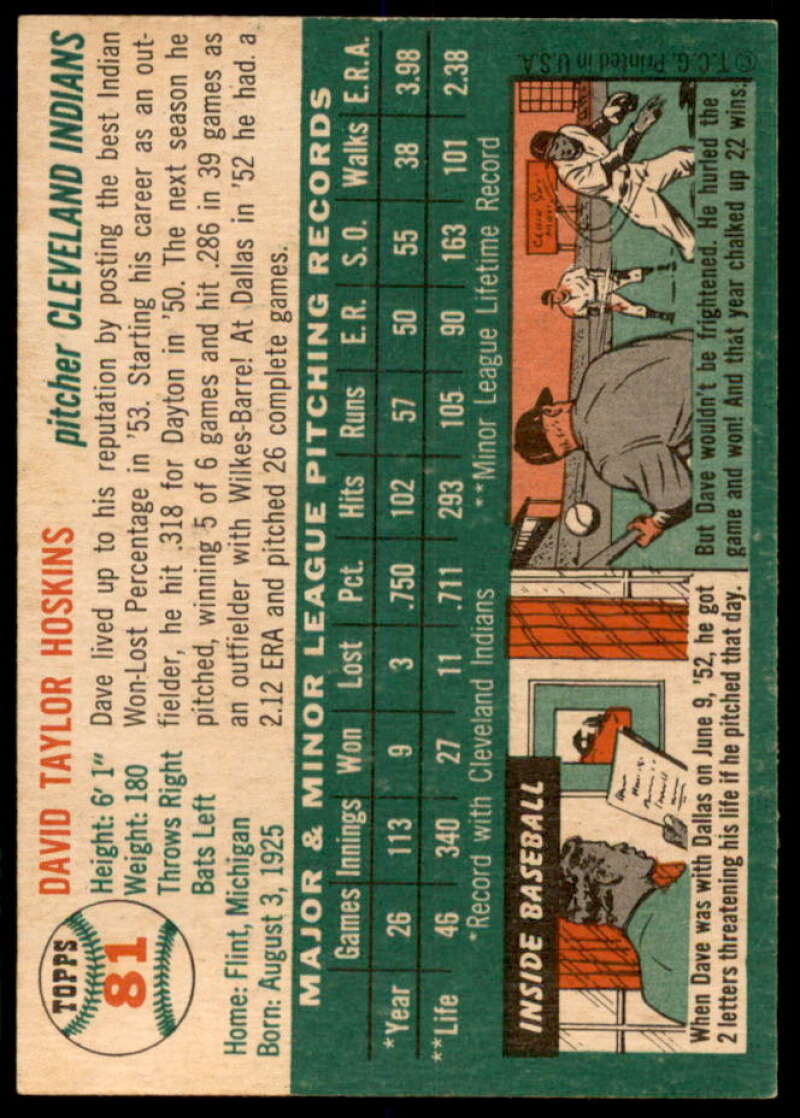 TOPPS
81
DAVID TAYLOR HOSKINS
pitcher CLEVELAND INDIANS
Height: 6' 1"
Weight: 180
Throws Right
Bats Left
Home: Flint, Michigan
Born: August 3, 1925
Dave lived up to his reputation by posting the best Indian
Won-Lost Percentage in '53. Starting his career as an out-
fielder, he hit .318 for Dayton in '50. The next season he
pitched, winning 5 of 6 games and hit .286 in 39 games as
an outfielder with Wilkes-Barre! At Dallas in '52 he had a
2.12 ERA and pitched 26 complete games.
MAJOR & MINOR LEAGUE PITCHING RECORDS
Games Innings Won Lost Pct. Hits Runs E.R. S.O. Walks E.R.A.
*Year 26 113 9 3 .750 102 57 50 55 38 3.98
**Life 46 340 27 11 .711 293 105 90 163 101 2.38
*Record with Cleveland Indians **Minor League Lifetime Record
INSIDE BASEBALL
When Dave was with Dallas on June 9, '52, he got
2 letters threatening his life if he pitched that day.
But Dave wouldn't be frightened. He hurled the
game and won! And that year chalked up 22 wins.
© T.C.G. Printed in U.S.A.